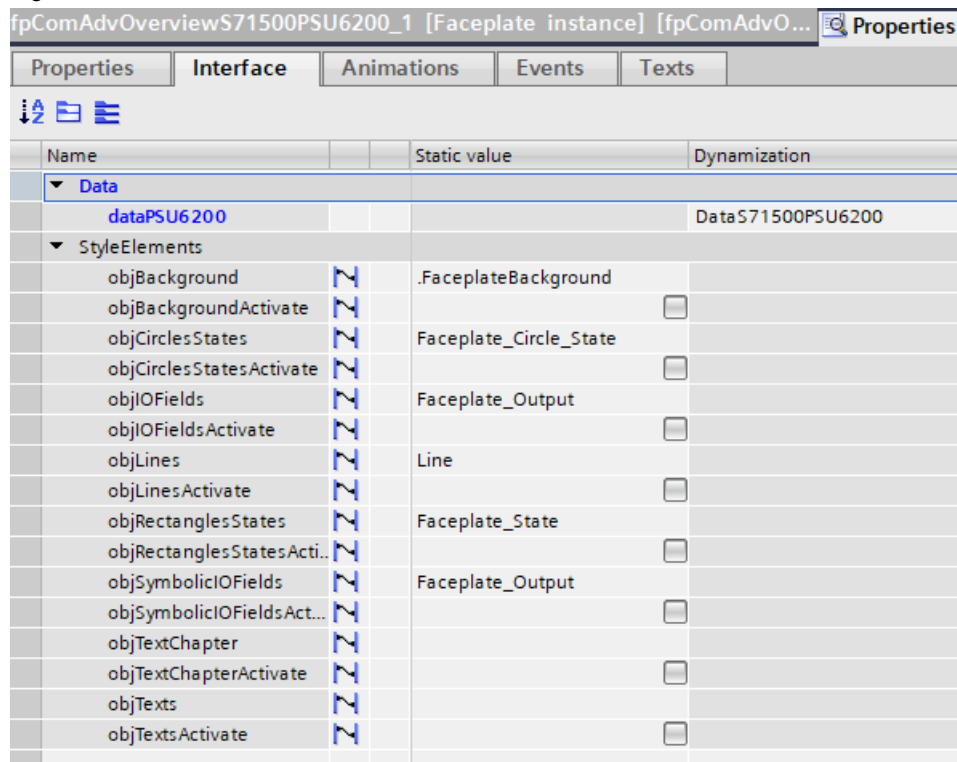 fpComAdvOverviewS71500PSU6200_1 [Faceplate instance] [fpComAdvO... Properties
Properties Interface Animations Events Texts
Name Static value Dynamization
Data
dataPSU6200 DataS71500PSU6200
StyleElements
objBackground .FaceplateBackground
objBackgroundActivate
objCirclesStates Faceplate_Circle_State
objCirclesStatesActivate
objIOFields Faceplate_Output
objIOFieldsActivate
objLines Line
objLinesActivate
objRectanglesStates Faceplate_State
objRectanglesStatesActi..
objSymbolicIOFields Faceplate_Output
objSymbolicIOFieldsAct...
objTextChapter
objTextChapterActivate
objTexts
objTextsActivate